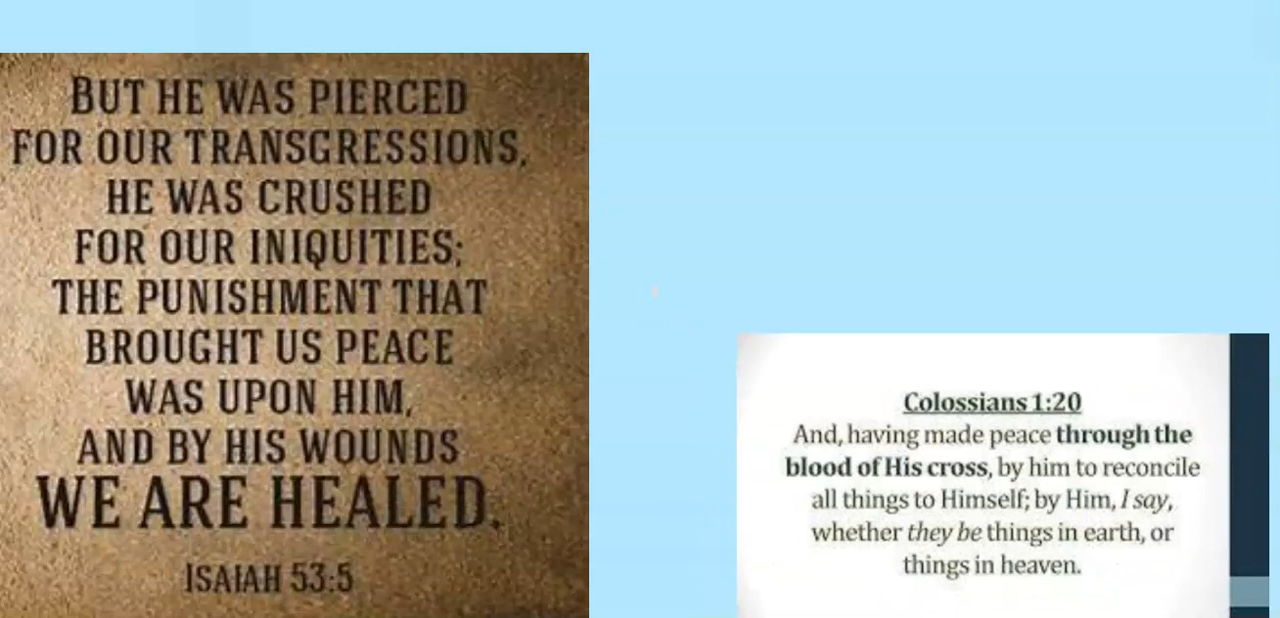 BUT HE WAS PIERCED
FOR OUR TRANSGRESSIONS,
HE WAS CRUSHED
FOR OUR INIQUITIES;
THE PUNISHMENT THAT
BROUGHT US PEACE
WAS UPON HIM,
AND BY HIS WOUNDS
WE ARE HEALED.
ISAIAH 53:5
Colossians 1:20
And, having made peace through the
blood of His cross, by him to reconcile
all things to Himself; by Him, I say,
whether they be things in earth, or
things in heaven.